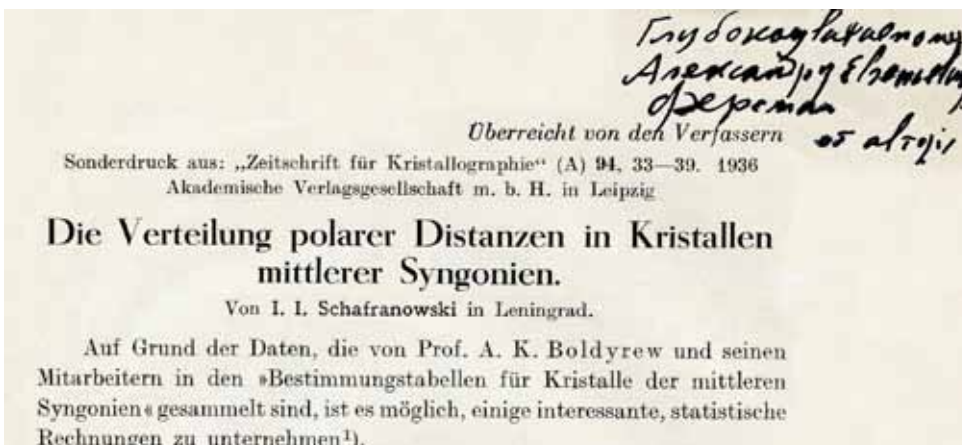 Глубокоуважаемому
Александру Евгеньевичу
Ферсман
от автора
Überreicht von den Verfassern
Sonderdruck aus: „Zeitschrift für Kristallographie“ (A) 94, 33—39. 1936
Akademische Verlagsgesellschaft m. b. H. in Leipzig
Die Verteilung polarer Distanzen in Kristallen
mittlerer Syngonien.
Von I. I. Schafranowski in Leningrad.
Auf Grund der Daten, die von Prof. A. K. Boldyrew und seinen
Mitarbeitern in den »Bestimmungstabellen für Kristalle der mittleren
Syngonien« gesammelt sind, ist es möglich, einige interessante, statistische
Rechnungen zu unternehmen¹).